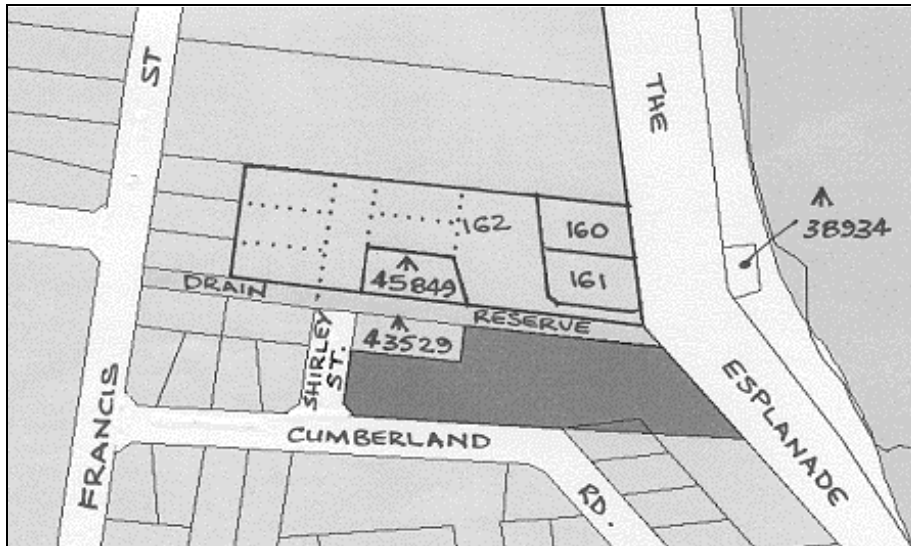 ST
THE
38934
162
160
161
45849
DRAIN
RESERVE
43529
SHIRLEY
ST.
ESPLANADE
FRANCIS
CUMBERLAND
RD.